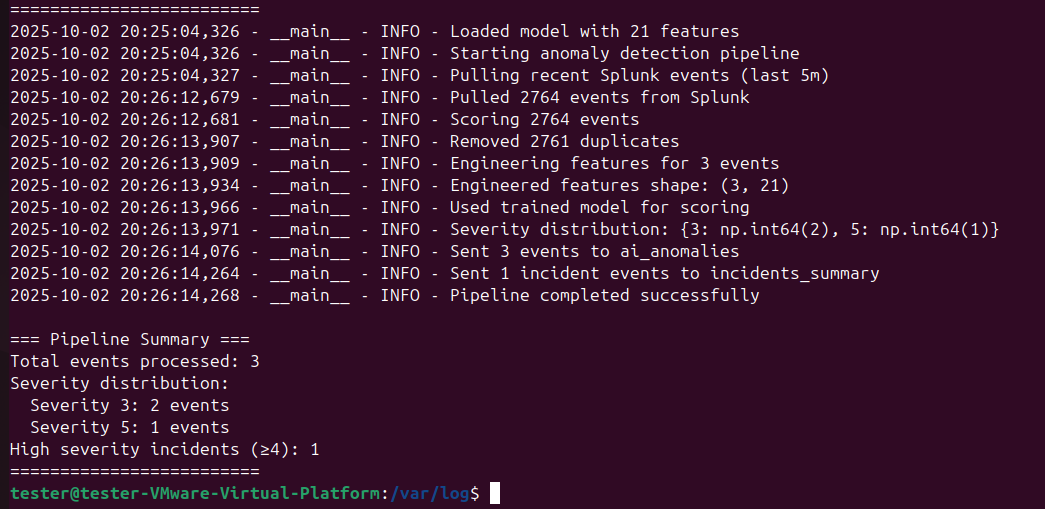 =========================
2025-10-02 20:25:04,326 - __main__ - INFO - Loaded model with 21 features
2025-10-02 20:25:04,326 - __main__ - INFO - Starting anomaly detection pipeline
2025-10-02 20:25:04,327 - __main__ - INFO - Pulling recent Splunk events (last 5m)
2025-10-02 20:26:12,679 - __main__ - INFO - Pulled 2764 events from Splunk
2025-10-02 20:26:12,681 - __main__ - INFO - Scoring 2764 events
2025-10-02 20:26:13,907 - __main__ - INFO - Removed 2761 duplicates
2025-10-02 20:26:13,909 - __main__ - INFO - Engineering features for 3 events
2025-10-02 20:26:13,934 - __main__ - INFO - Engineered features shape: (3, 21)
2025-10-02 20:26:13,966 - __main__ - INFO - Used trained model for scoring
2025-10-02 20:26:13,971 - __main__ - INFO - Severity distribution: {3: np.int64(2), 5: np.int64(1)}
2025-10-02 20:26:14,076 - __main__ - INFO - Sent 3 events to ai_anomalies
2025-10-02 20:26:14,264 - __main__ - INFO - Sent 1 incident events to incidents_summary
2025-10-02 20:26:14,268 - __main__ - INFO - Pipeline completed successfully
=== Pipeline Summary ===
Total events processed: 3
Severity distribution:
  Severity 3: 2 events
  Severity 5: 1 events
High severity incidents (≥4): 1
=========================
tester@tester-VMware-Virtual-Platform:/var/log$